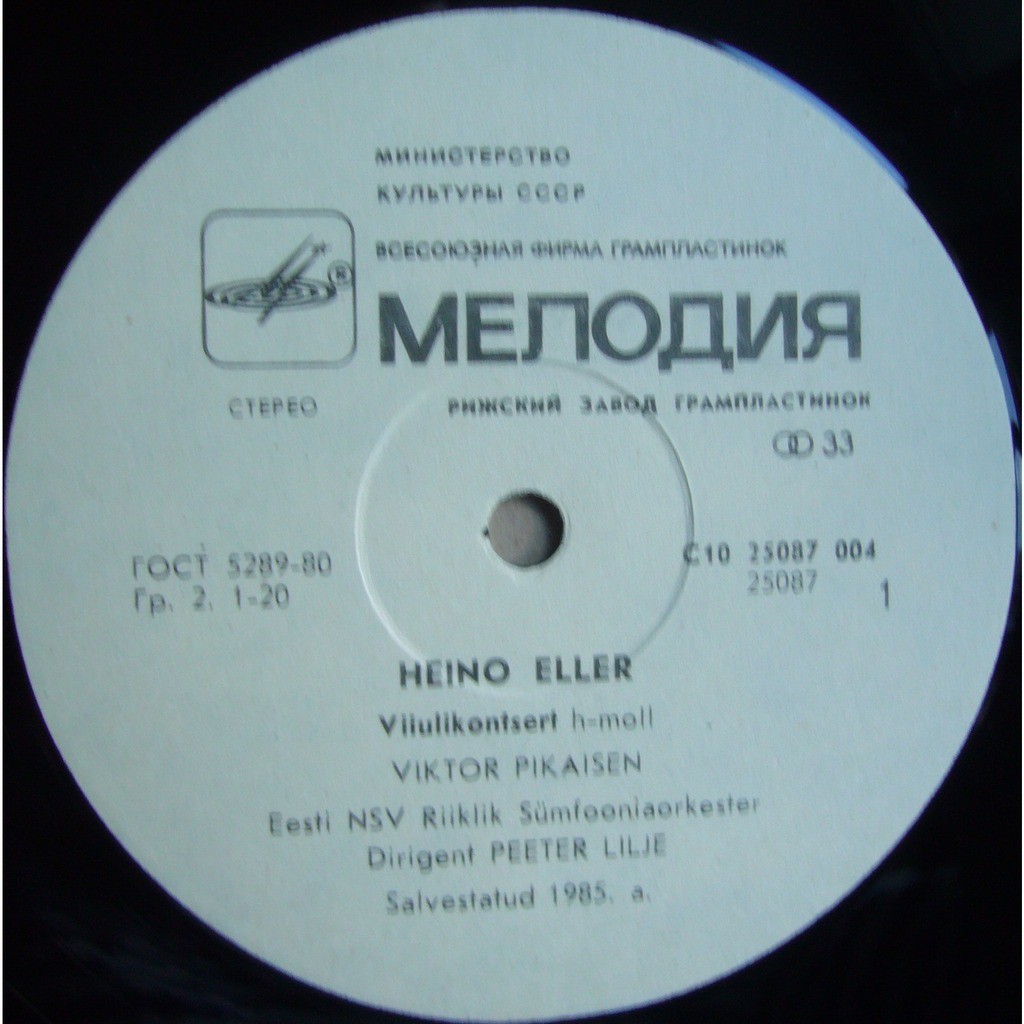 МИНИСТЕРСТВО
КУЛЬТУРЫ СССР
ВСЕСОЮЗНАЯ ФИРМА ГРАМПЛАСТИНОК
®
МЕЛОДИЯ
СТЕРЕО
РИЖСКИЙ ЗАВОД ГРАМПЛАСТИНОК
33
ГОСТ 5289-80
Гр. 2. 1-20
С10 25087 004
25087
1
HEINO ELLER
Viiulikontsert h-moll
VIKTOR PIKAISEN
Eesti NSV Riiklik Sümfooniaorkester
Dirigent PEETER LILJE
Salvestatud 1985. a.